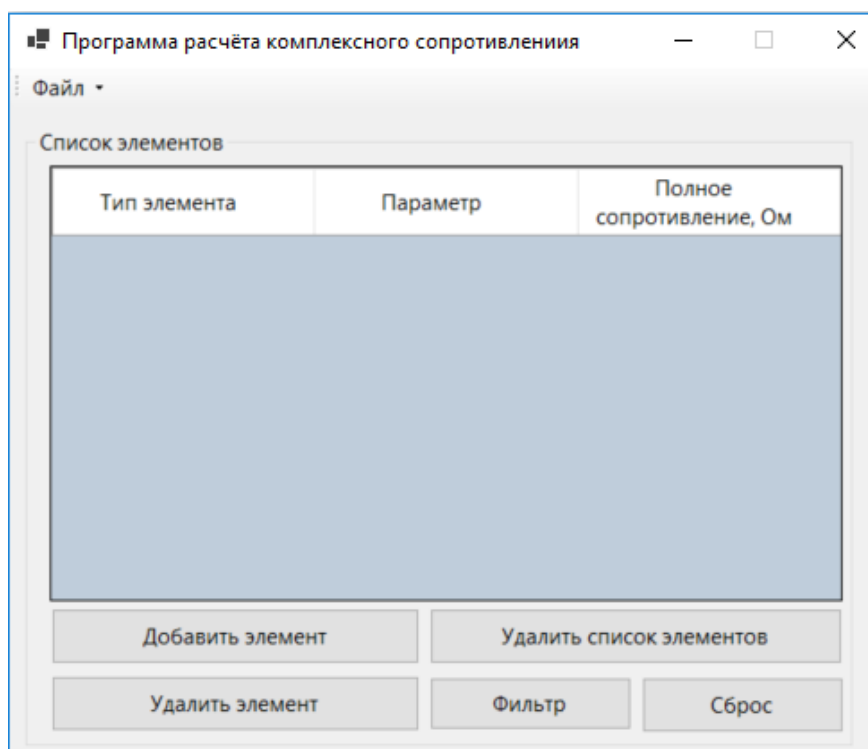 Программа расчёта комплексного сопротивлениия
Файл
Список элементов
Тип элемента
Параметр
Полное
сопротивление, Ом
Добавить элемент
Удалить список элементов
Удалить элемент
Фильтр
Сброс